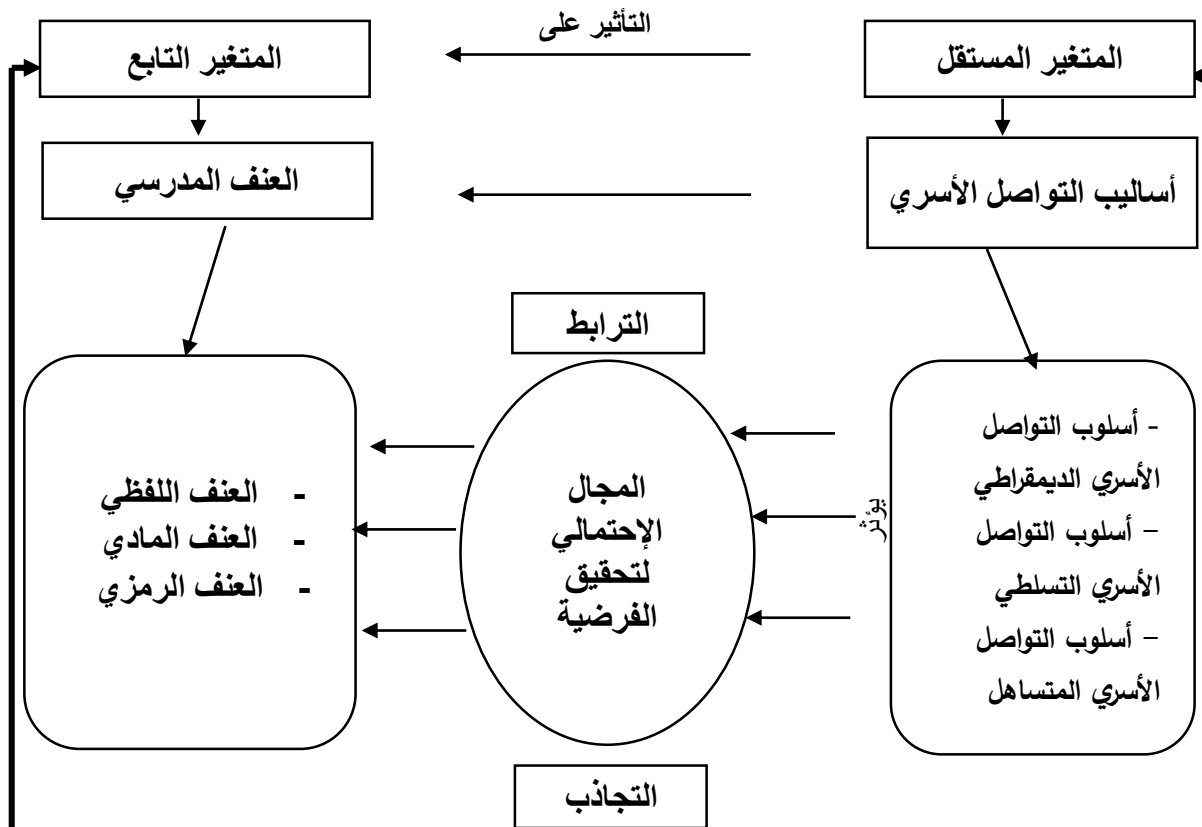 التأثير على
المتغير المستقل
المتغير التابع
أساليب التواصل الأسري
العنف المدرسي
الترابط
- أسلوب التواصل
الأسري الديمقراطي
– أسلوب التواصل
الأسري التسلطي
– أسلوب التواصل
الأسري المتساهل
يؤثر
المجال
الإحتمالي
لتحقيق
الفرضية
- العنف اللفظي
- العنف المادي
- العنف الرمزي
التجاذب